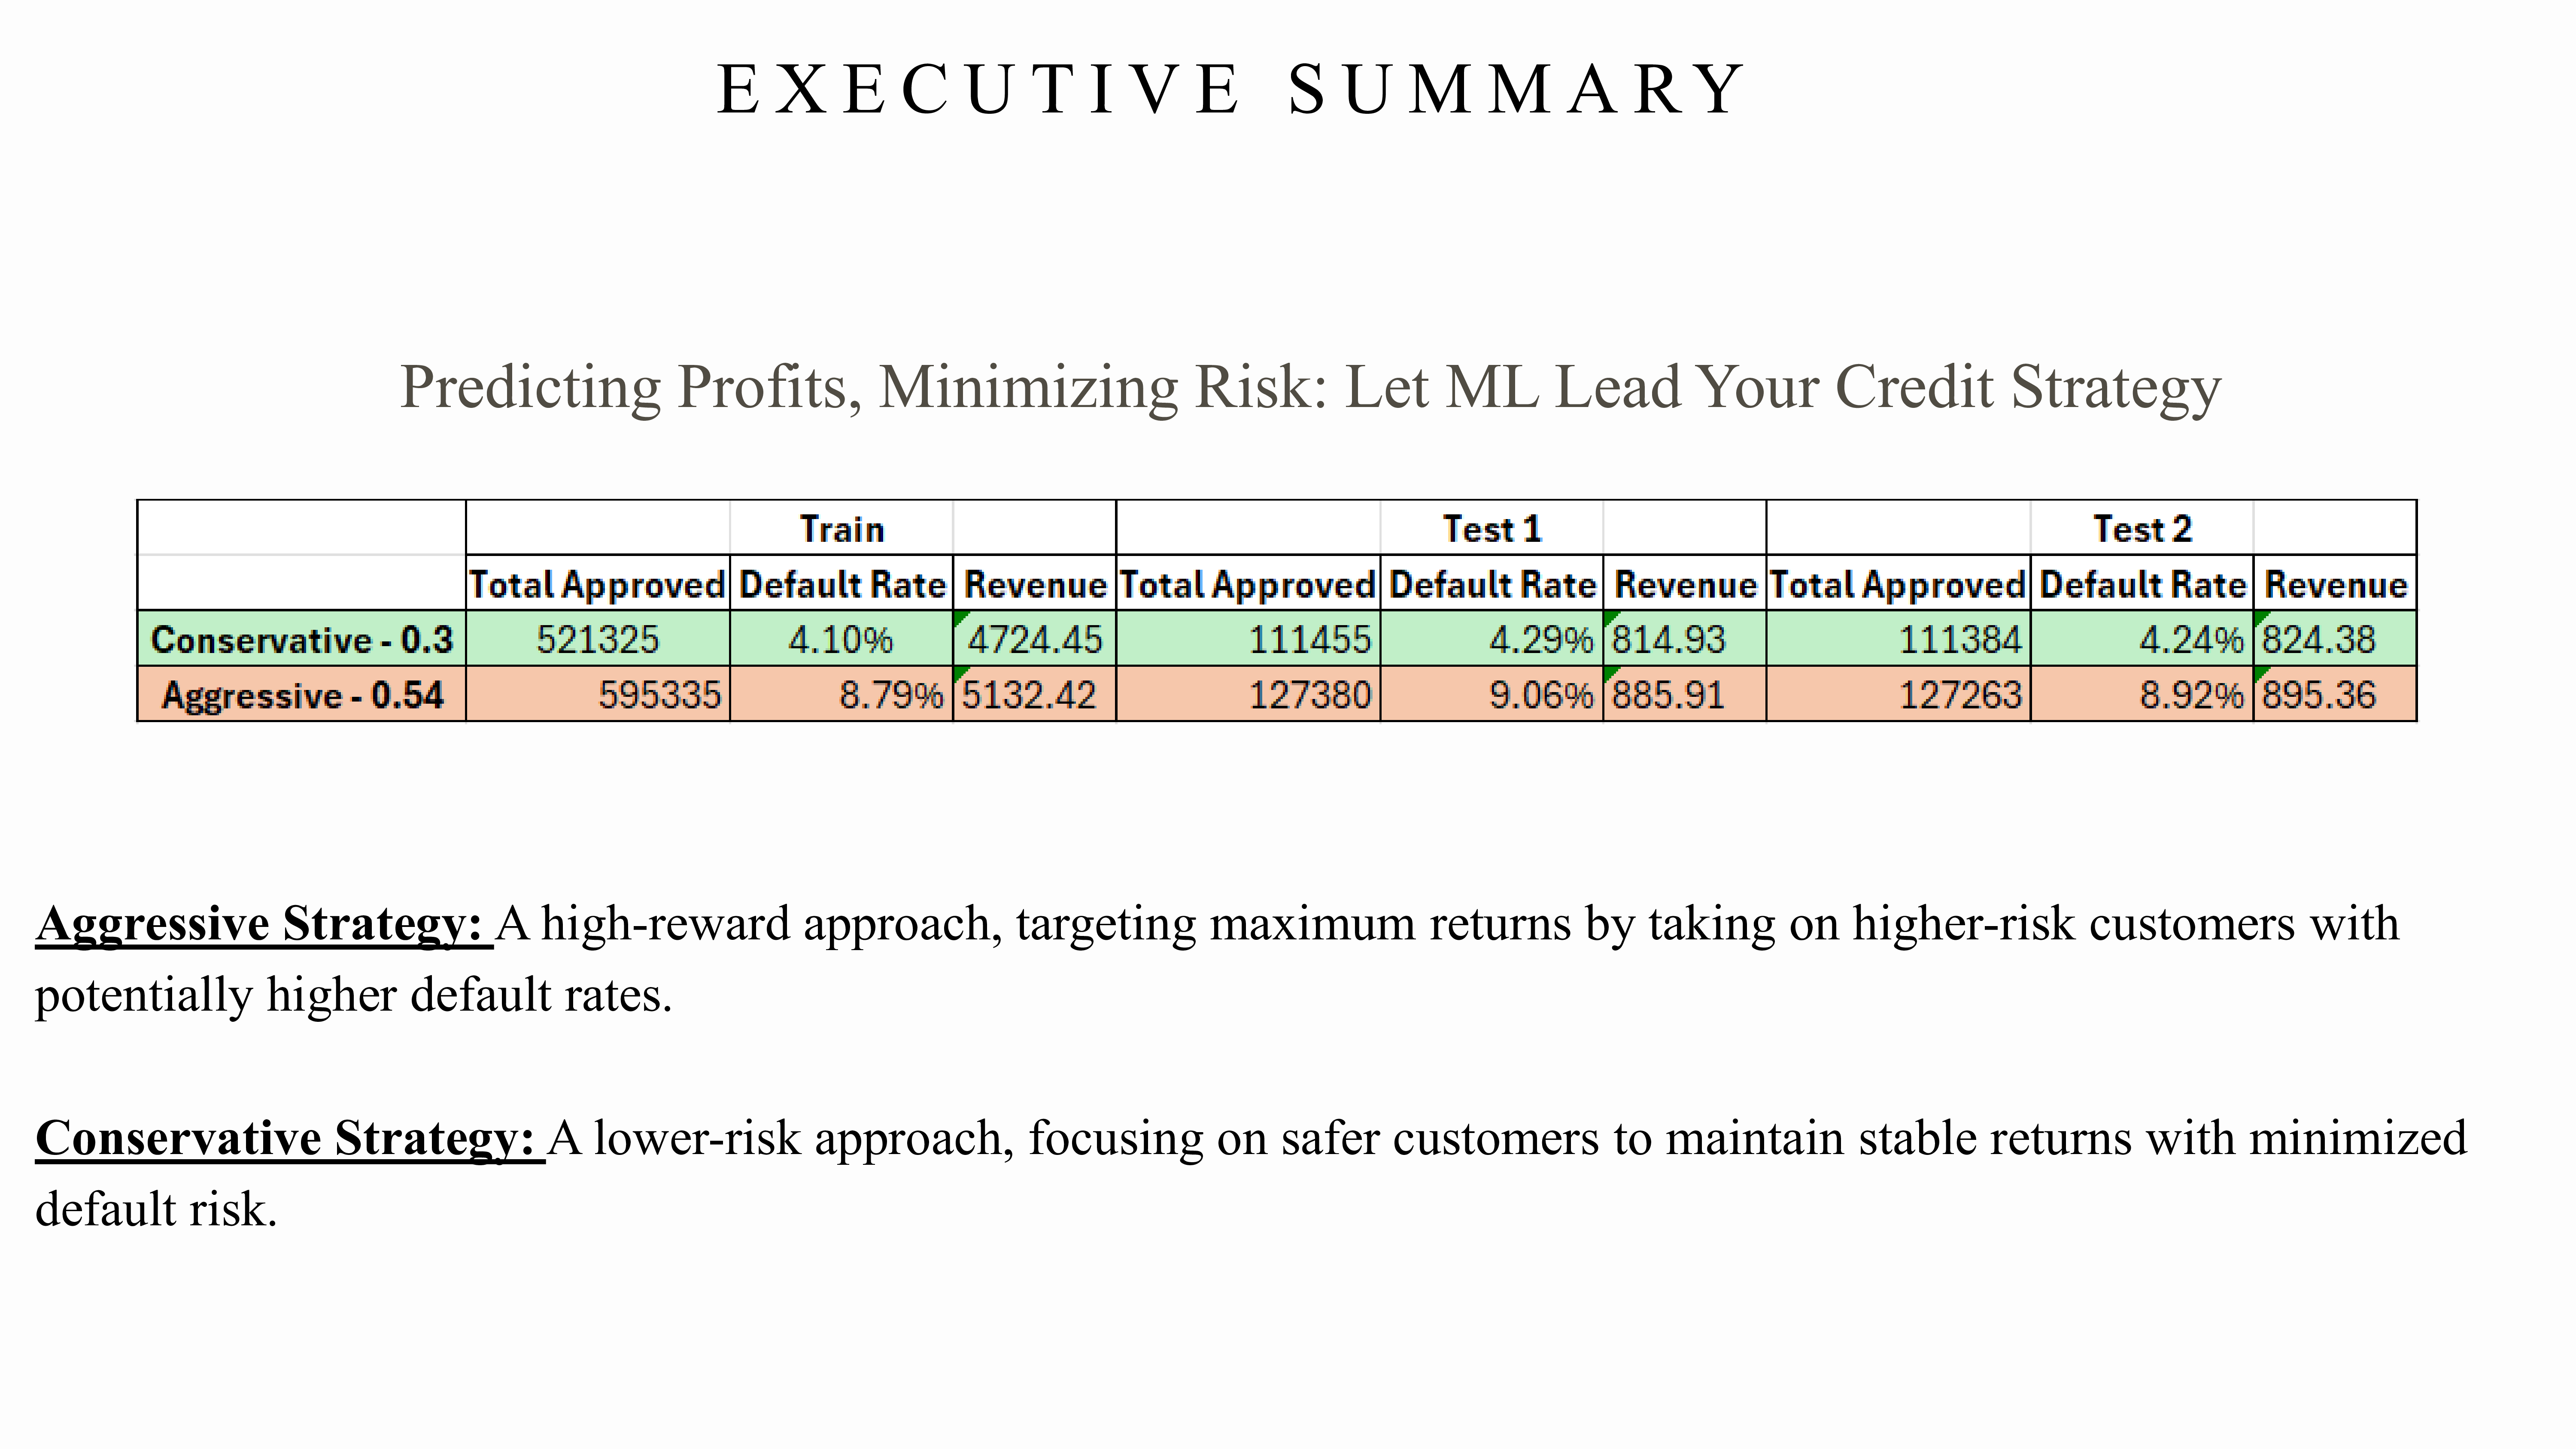 EXECUTIVE SUMMARY
Predicting Profits, Minimizing Risk: Let ML Lead Your Credit Strategy
Train Test 1 Test 2
Total Approved Default Rate Revenue Total Approved Default Rate Revenue Total Approved Default Rate Revenue
Conservative - 0.3 521325 4.10% 4724.45 111455 4.29% 814.93 111384 4.24% 824.38
Aggressive - 0.54 595335 8.79% 5132.42 127380 9.06% 885.91 127263 8.92% 895.36
Aggressive Strategy: A high-reward approach, targeting maximum returns by taking on higher-risk customers with
potentially higher default rates.
Conservative Strategy: A lower-risk approach, focusing on safer customers to maintain stable returns with minimized
default risk.